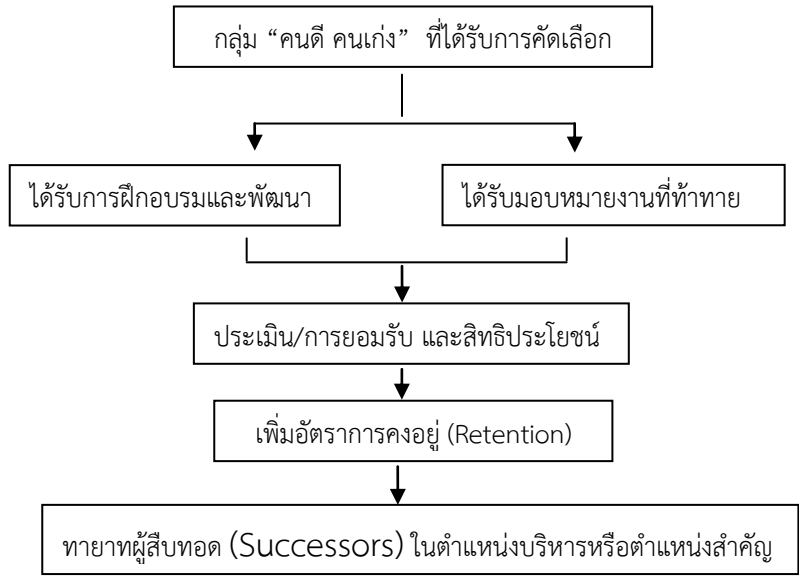 กลุ่ม “คนดี คนเก่ง” ที่ได้รับการคัดเลือก
ได้รับการฝึกอบรมและพัฒนา
ได้รับมอบหมายงานที่ท้าทาย
ประเมิน/การยอมรับ และสิทธิประโยชน์
เพิ่มอัตราการคงอยู่ (Retention)
ทายาทผู้สืบทอด (Successors) ในตำแหน่งบริหารหรือตำแหน่งสำคัญ